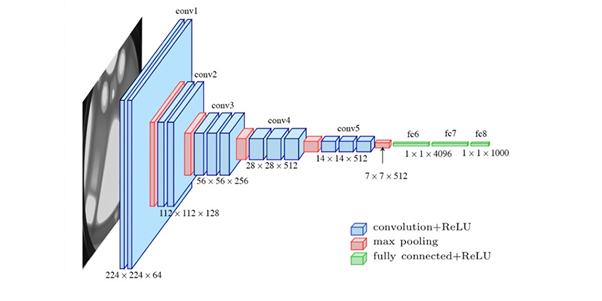 conv1
conv2
conv3
conv4
conv5
fc6
fc7
fc8
1 × 1 × 4096
1 × 1 × 1000
14 × 14 × 512
28 × 28 × 512
7 × 7 × 512
56 × 56 × 256
112 × 112 × 128
224 × 224 × 64
convolution+ReLU
max pooling
fully connected+ReLU